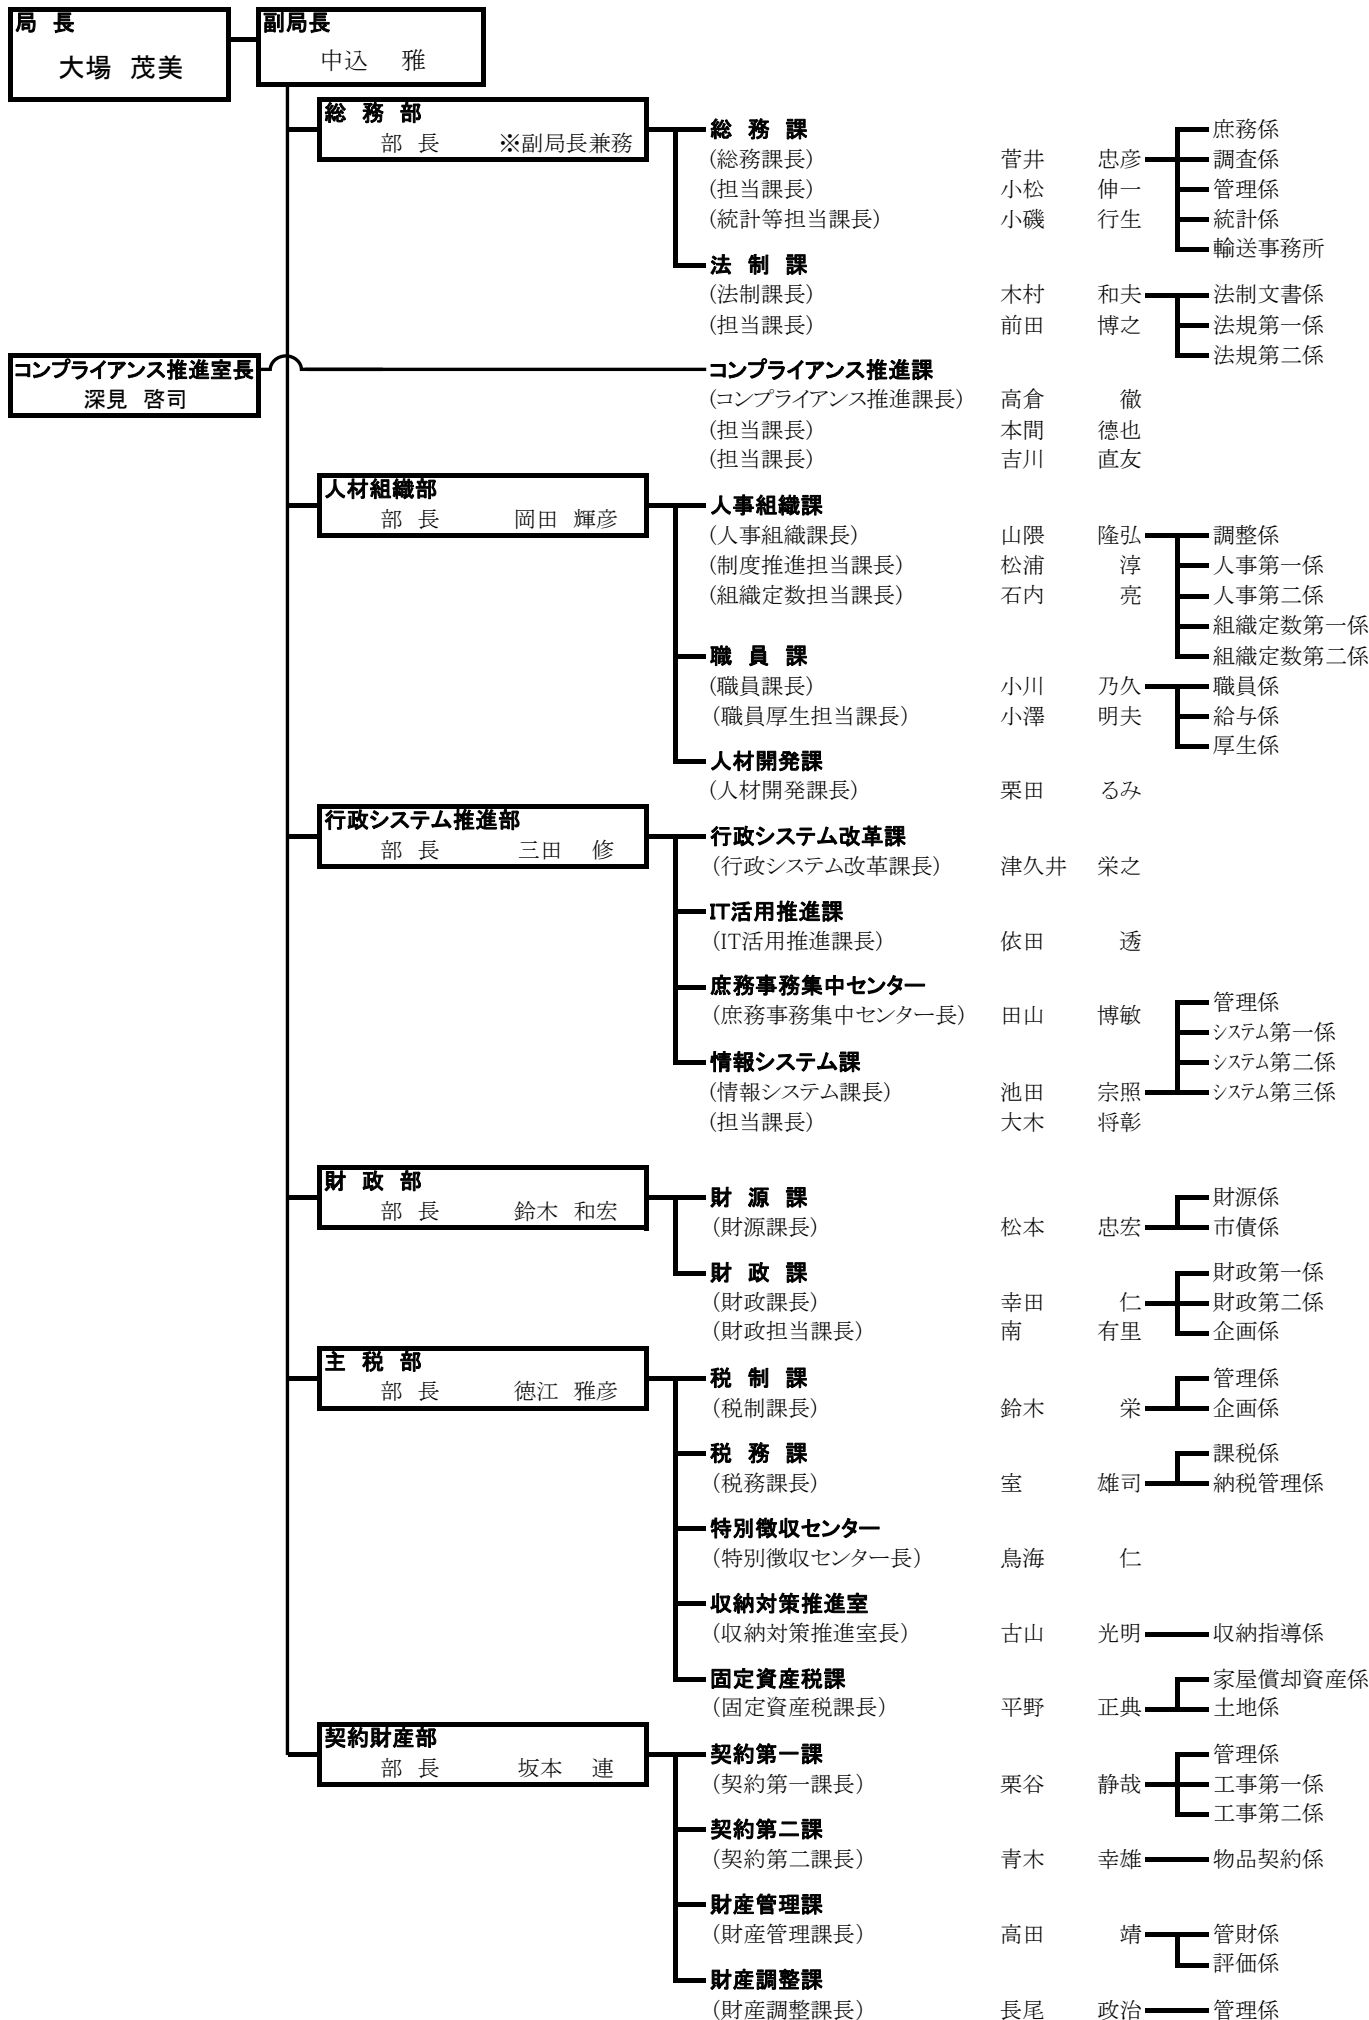 局 長 副局長
大場 茂美 中込 雅
総 務 部
部 長 ※副局長兼務
総 務 課 庶務係
(総務課長) 菅井 忠彦 調査係
(担当課長) 小松 伸一 管理係
(統計等担当課長) 小磯 行生 統計係
輸送事務所
法 制 課
(法制課長) 木村 和夫 法制文書係
(担当課長) 前田 博之 法規第一係
法規第二係
コンプライアンス推進室長 コンプライアンス推進課
深見 啓司 (コンプライアンス推進課長) 高倉 徹
(担当課長) 本間 德也
(担当課長) 吉川 直友
人材組織部
部 長 岡田 輝彦
人事組織課
(人事組織課長) 山隈 隆弘 調整係
(制度推進担当課長) 松浦 淳 人事第一係
(組織定数担当課長) 石内 亮 人事第二係
組織定数第一係
職 員 課 組織定数第二係
(職員課長) 小川 乃久 職員係
(職員厚生担当課長) 小澤 明夫 給与係
厚生係
人材開発課
(人材開発課長) 栗田 るみ
行政システム推進部
部 長 三田 修
行政システム改革課
(行政システム改革課長) 津久井 栄之
IT活用推進課
(IT活用推進課長) 依田 透
庶務事務集中センター 管理係
(庶務事務集中センター長) 田山 博敏
システム第一係
情報システム課 システム第二係
(情報システム課長) 池田 宗照 システム第三係
(担当課長) 大木 将彰
財 政 部
部 長 鈴木 和宏
財 源 課 財源係
(財源課長) 松本 忠宏 市債係
財 政 課 財政第一係
(財政課長) 幸田 仁 財政第二係
(財政担当課長) 南 有里 企画係
主 税 部
部 長 徳江 雅彦
税 制 課 管理係
(税制課長) 鈴木 栄 企画係
税 務 課 課税係
(税務課長) 室 雄司 納税管理係
特別徴収センター
(特別徴収センター長) 鳥海 仁
収納対策推進室
(収納対策推進室長) 古山 光明 収納指導係
固定資産税課 家屋償却資産係
(固定資産税課長) 平野 正典 土地係
契約財産部
部 長 坂本 連
契約第一課 管理係
(契約第一課長) 栗谷 静哉 工事第一係
工事第二係
契約第二課
(契約第二課長) 青木 幸雄 物品契約係
財産管理課
(財産管理課長) 高田 靖 管財係
評価係
財産調整課
(財産調整課長) 長尾 政治 管理係